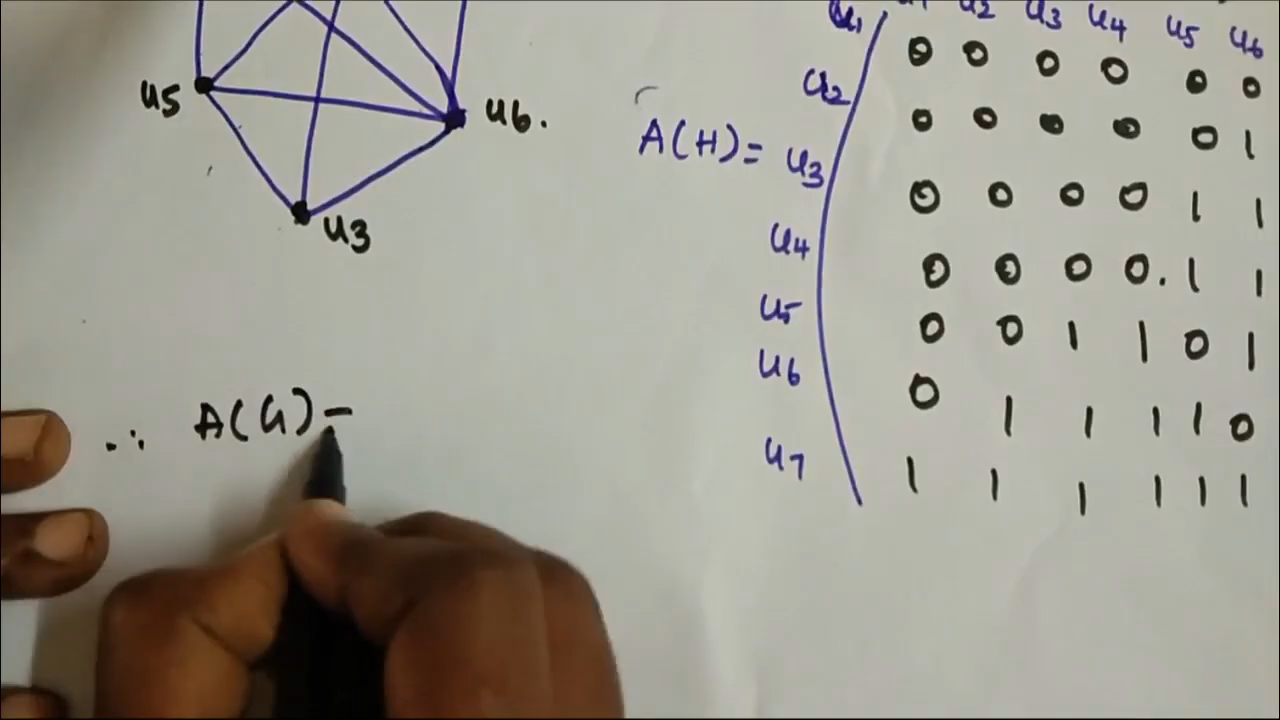 u5
u6.
u3
A(H)=
u1 u2 u3 u4 u5 u6
u1 0 0 0 0 0 0
u2 0 0 0 0 0 1
u3 0 0 0 0 1 1
u4 0 0 0 0. 1 1
u5 0 0 1 1 0 1
u6 0 1 1 1 1 0
u7 1 1 1 1 1 1
∴ A(G)=